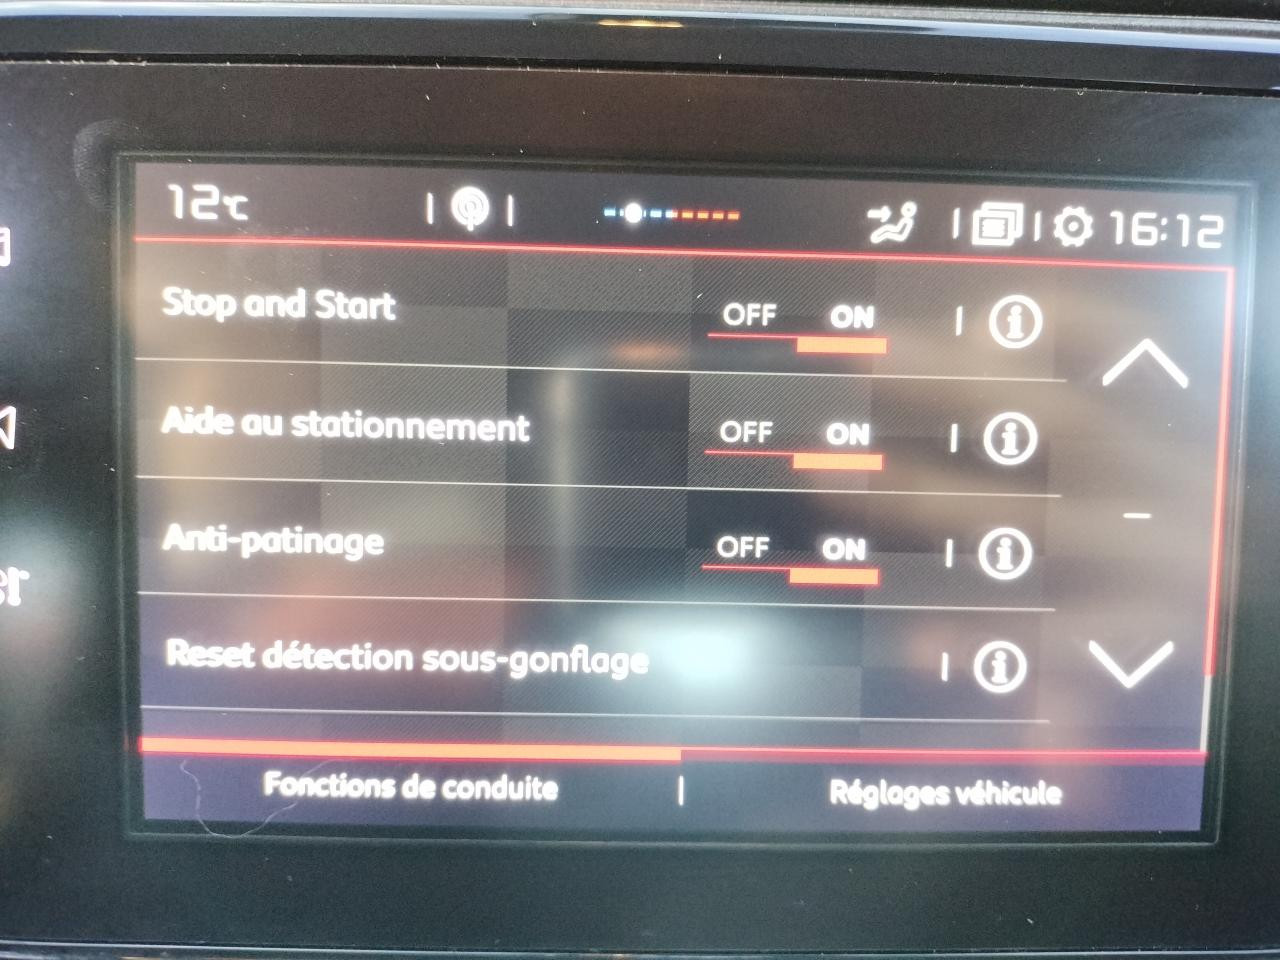 12°C
16:12
Stop and Start
OFF ON
Aide au stationnement
OFF ON
Anti-patinage
OFF ON
Reset détection sous-gonflage
Fonctions de conduite
Réglages véhicule